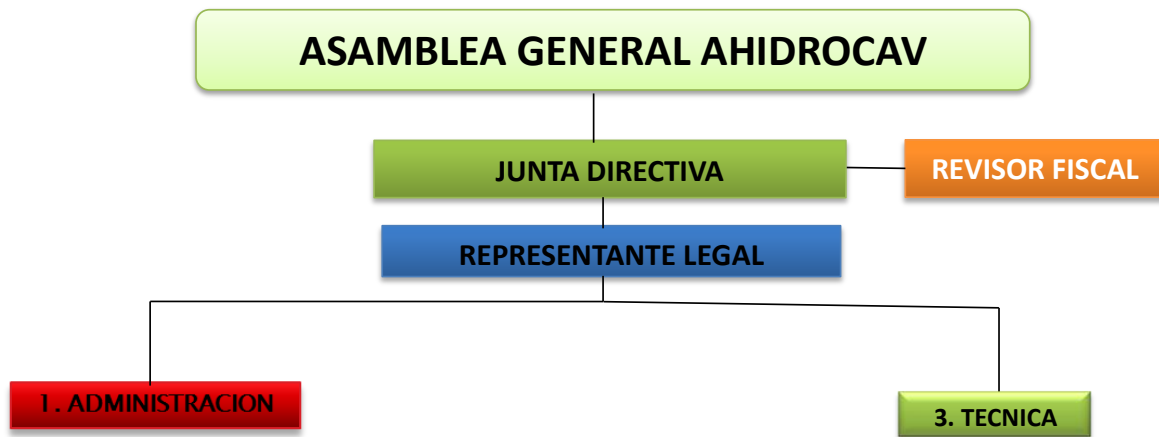 ASAMBLEA GENERAL AHIDROCAV
JUNTA DIRECTIVA
REVISOR FISCAL
REPRESENTANTE LEGAL
1. ADMINISTRACION
3. TECNICA